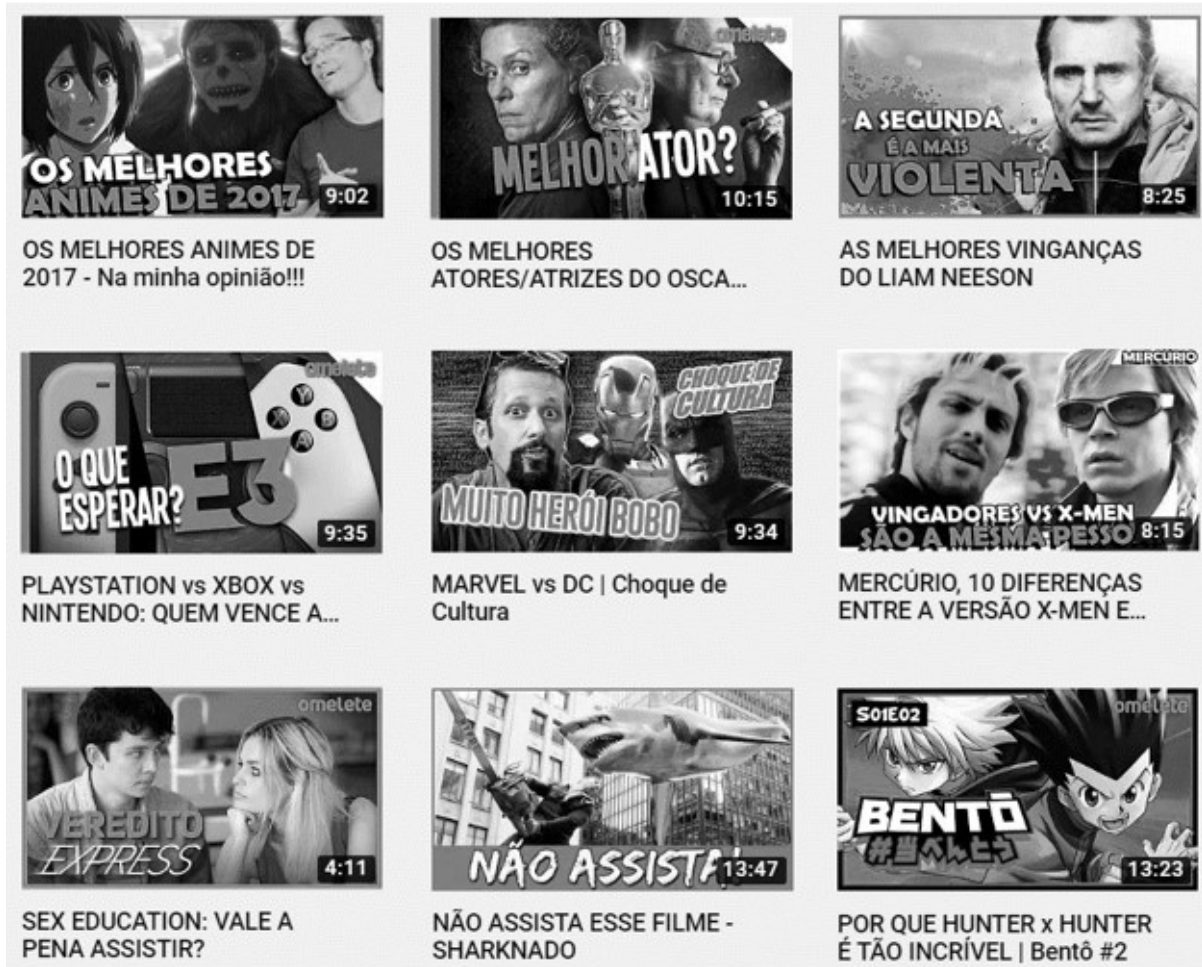 OS MELHORES
ANIMES DE 2017
9:02
OS MELHORES ANIMES DE
2017 - Na minha opinião!!!
omelete
MELHOR ATOR?
10:15
OS MELHORES
ATORES/ATRIZES DO OSCA...
A SEGUNDA
É A MAIS
VIOLENTA
8:25
AS MELHORES VINGANÇAS
DO LIAM NEESON
omelete
Y
X
B
A
O QUE
ESPERAR?
E3
9:35
PLAYSTATION vs XBOX vs
NINTENDO: QUEM VENCE A...
CHOQUE DE
CULTURA
MUITO HERÓI BOBO
9:34
MARVEL vs DC | Choque de
Cultura
MERCÚRIO
VINGADORES VS X-MEN
SÃO A MESMA PESSO
8:15
MERCÚRIO, 10 DIFERENÇAS
ENTRE A VERSÃO X-MEN E...
omelete
VEREDITO
EXPRESS
4:11
SEX EDUCATION: VALE A
PENA ASSISTIR?
NÃO ASSISTA!
13:47
NÃO ASSISTA ESSE FILME -
SHARKNADO
S01E02
omelete
BENTÔ
13:23
POR QUE HUNTER x HUNTER
É TÃO INCRÍVEL | Bentô #2